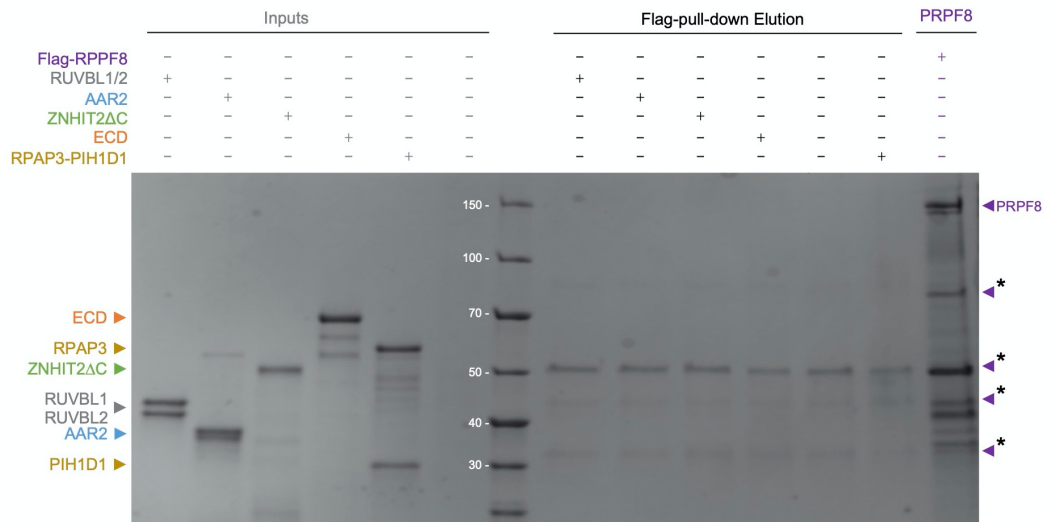 Inputs Flag-pull-down Elution PRPF8
Flag-RPPF8 – – – – – – – – – – – – +
RUVBL1/2 + – – – – – + – – – – – –
AAR2 – + – – – – – + – – – – –
ZNHIT2ΔC – – + – – – – – + – – – –
ECD – – – + – – – – – + – – –
RPAP3-PIH1D1 – – – – + – – – – – – + –
150 - PRPF8
100 -
*
ECD 70 -
RPAP3
ZNHIT2ΔC 50 - *
RUVBL1 *
RUVBL2 40 -
AAR2 *
PIH1D1 30 -